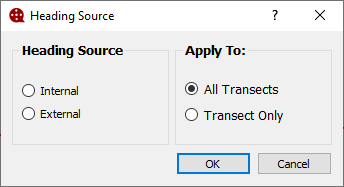 Heading Source
Heading Source
Apply To:
Internal
All Transects
External
Transect Only
OK
Cancel